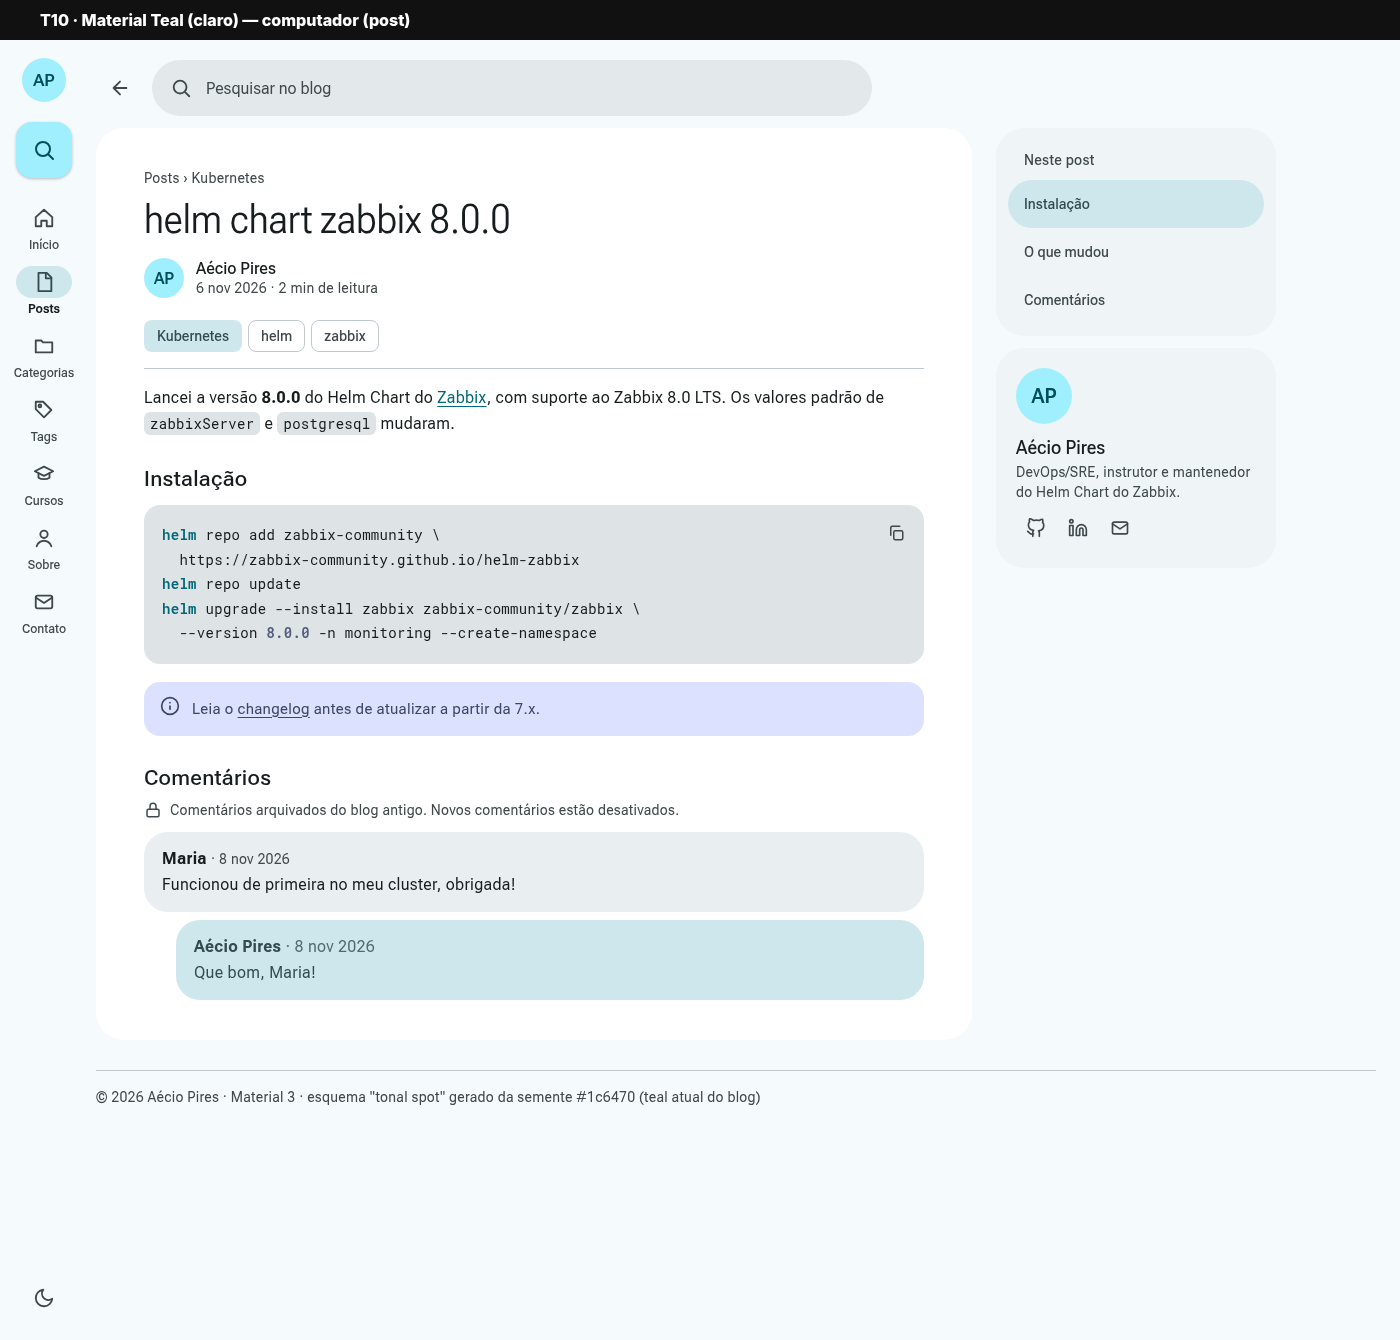 T10 · Material Teal (claro) — computador (post)
AP
Início
Posts
Categorias
Tags
Cursos
Sobre
Contato
Pesquisar no blog
Posts › Kubernetes
helm chart zabbix 8.0.0
AP
Aécio Pires
6 nov 2026 · 2 min de leitura
Kubernetes
helm
zabbix
Lancei a versão 8.0.0 do Helm Chart do Zabbix, com suporte ao Zabbix 8.0 LTS. Os valores padrão de
zabbixServer e postgresql mudaram.
Instalação
helm repo add zabbix-community \
https://zabbix-community.github.io/helm-zabbix
helm repo update
helm upgrade --install zabbix zabbix-community/zabbix \
--version 8.0.0 -n monitoring --create-namespace
Leia o changelog antes de atualizar a partir da 7.x.
Comentários
Comentários arquivados do blog antigo. Novos comentários estão desativados.
Maria · 8 nov 2026
Funcionou de primeira no meu cluster, obrigada!
Aécio Pires · 8 nov 2026
Que bom, Maria!
Neste post
Instalação
O que mudou
Comentários
AP
Aécio Pires
DevOps/SRE, instrutor e mantenedor
do Helm Chart do Zabbix.
© 2026 Aécio Pires · Material 3 · esquema "tonal spot" gerado da semente #1c6470 (teal atual do blog)